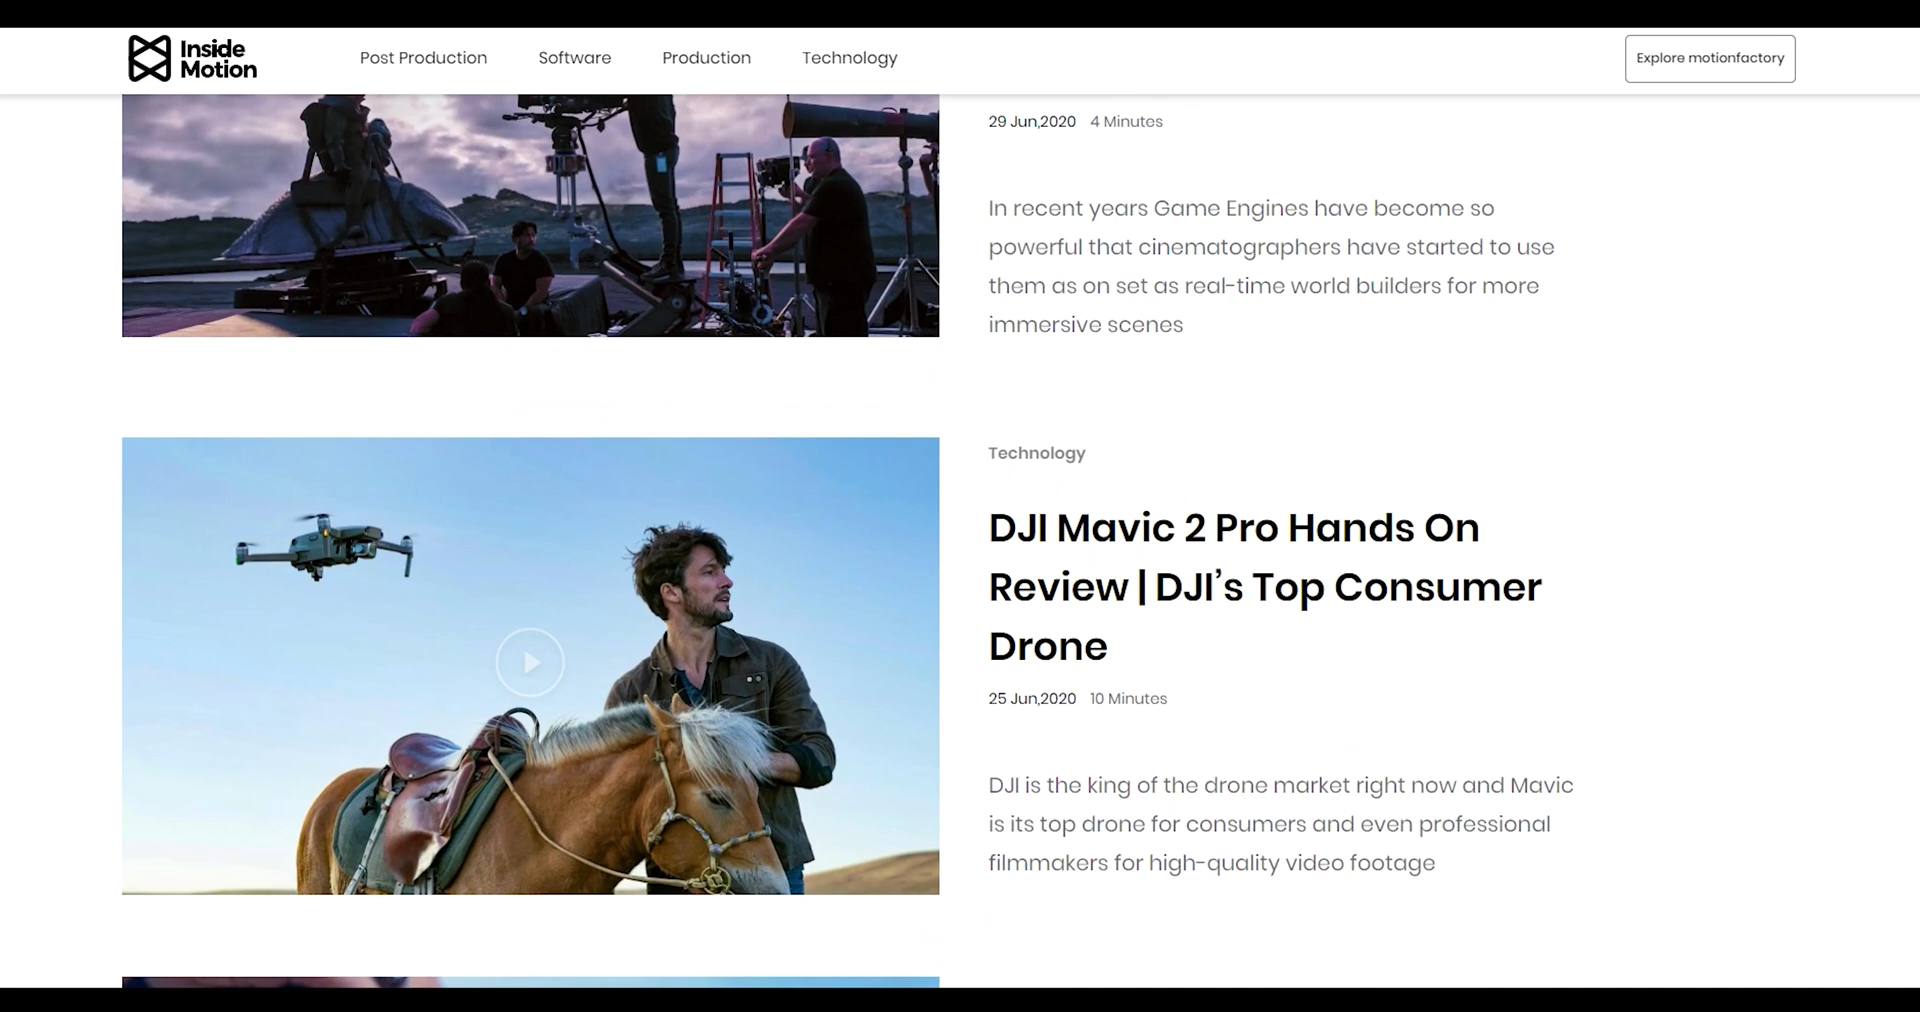 Inside
Motion
Post Production
Software
Production
Technology
Explore motionfactory
29 Jun,2020 4 Minutes
In recent years Game Engines have become so
powerful that cinematographers have started to use
them as on set as real-time world builders for more
immersive scenes
Technology
DJI Mavic 2 Pro Hands On
Review | DJI’s Top Consumer
Drone
25 Jun,2020 10 Minutes
DJI is the king of the drone market right now and Mavic
is its top drone for consumers and even professional
filmmakers for high-quality video footage